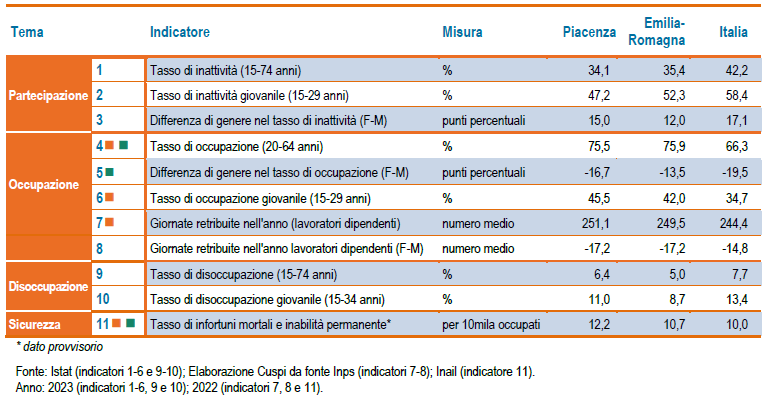 Tema Indicatore Misura Piacenza Emilia-Romagna Italia
Partecipazione
1 Tasso di inattività (15-74 anni) % 34,1 35,4 42,2
2 Tasso di inattività giovanile (15-29 anni) % 47,2 52,3 58,4
3 Differenza di genere nel tasso di inattività (F-M) punti percentuali 15,0 12,0 17,1
Occupazione
4 Tasso di occupazione (20-64 anni) % 75,5 75,9 66,3
5 Differenza di genere nel tasso di occupazione (F-M) punti percentuali -16,7 -13,5 -19,5
6 Tasso di occupazione giovanile (15-29 anni) % 45,5 42,0 34,7
7 Giornate retribuite nell'anno (lavoratori dipendenti) numero medio 251,1 249,5 244,4
8 Giornate retribuite nell'anno lavoratori dipendenti (F-M) numero medio -17,2 -17,2 -14,8
Disoccupazione
9 Tasso di disoccupazione (15-74 anni) % 6,4 5,0 7,7
10 Tasso di disoccupazione giovanile (15-34 anni) % 11,0 8,7 13,4
Sicurezza
11 Tasso di infortuni mortali e inabilità permanente* per 10mila occupati 12,2 10,7 10,0
* dato provvisorio
Fonte: Istat (indicatori 1-6 e 9-10); Elaborazione Cuspi da fonte Inps (indicatori 7-8); Inail (indicatore 11).
Anno: 2023 (indicatori 1-6, 9 e 10); 2022 (indicatori 7, 8 e 11).